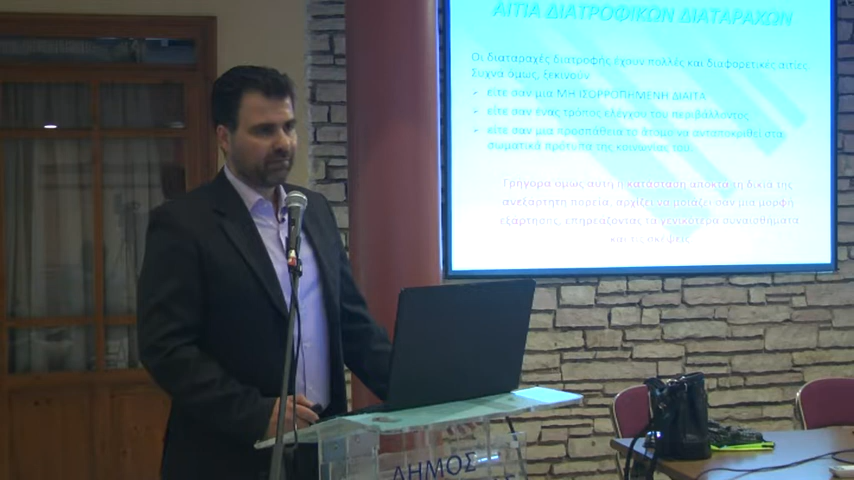 ΑΙΤΙΑ ΔΙΑΤΡΟΦΙΚΩΝ ΔΙΑΤΑΡΑΧΩΝ
Οι διαταραχές διατροφής έχουν πολλές και διαφορετικές αιτίες.
Συχνά όμως, ξεκινούν
είτε σαν μια ΜΗ ΙΣΟΡΡΟΠΗΜΕΝΗ ΔΙΑΙΤΑ
είτε σαν ένας τρόπος ελέγχου του περιβάλλοντος
είτε σαν μια προσπάθεια το άτομο να ανταποκριθεί στα
σωματικά πρότυπα της κοινωνίας του.
Γρήγορα όμως αυτή η κατάσταση αποκτά τη δικιά της
ανεξάρτητη πορεία, αρχίζει να μοιάζει σαν μια μορφή
εξάρτησης, επηρεάζοντας τα γενικότερα συναισθήματα
και τις σκέψεις
ΔΗΜΟΣ